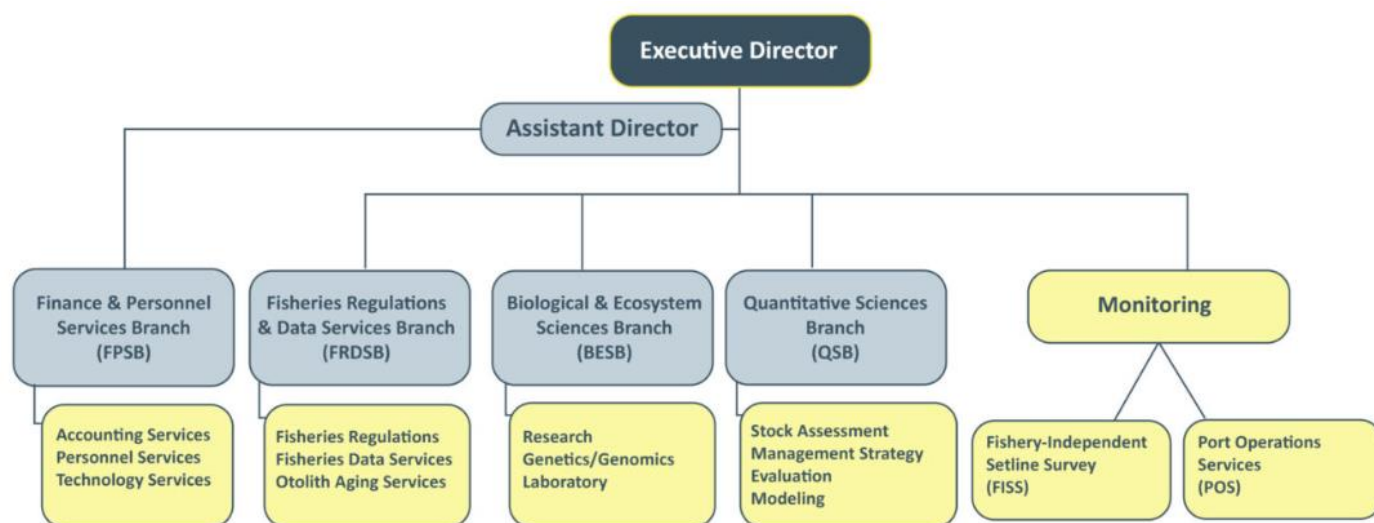 Executive Director
Assistant Director
Finance & Personnel
Services Branch
(FPSB)
Fisheries Regulations
& Data Services Branch
(FRDSB)
Biological & Ecosystem
Sciences Branch
(BESB)
Quantitative Sciences
Branch
(QSB)
Monitoring
Accounting Services
Personnel Services
Technology Services
Fisheries Regulations
Fisheries Data Services
Otolith Aging Services
Research
Genetics/Genomics
Laboratory
Stock Assessment
Management Strategy
Evaluation
Modeling
Fishery-Independent
Setline Survey
(FISS)
Port Operations
Services
(POS)